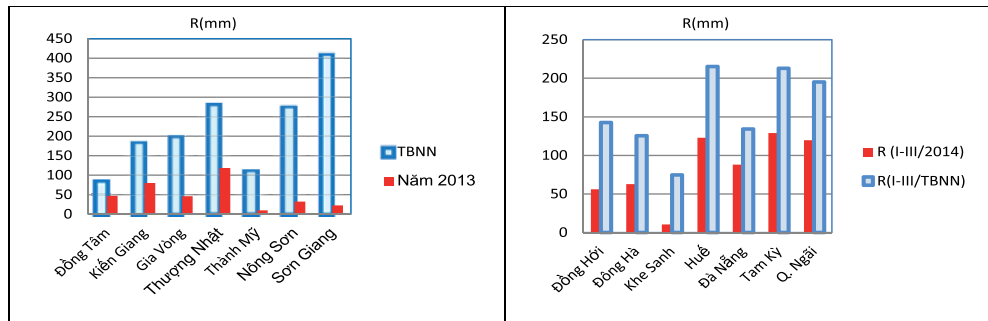 R(mm)
450
400
350
300
250
200
150
100
50
0
Đồng Tâm
Kiến Giang
Gia Vòng
Thượng Nhật
Thành Mỹ
Nông Sơn
Sơn Giang
TBNN
Năm 2013
R(mm)
250
200
150
100
50
0
Đồng Hới
Đông Hà
Khe Sanh
Huế
Đà Nẵng
Tam Kỳ
Q. Ngãi
R (I-III/2014)
R(I-III/TBNN)